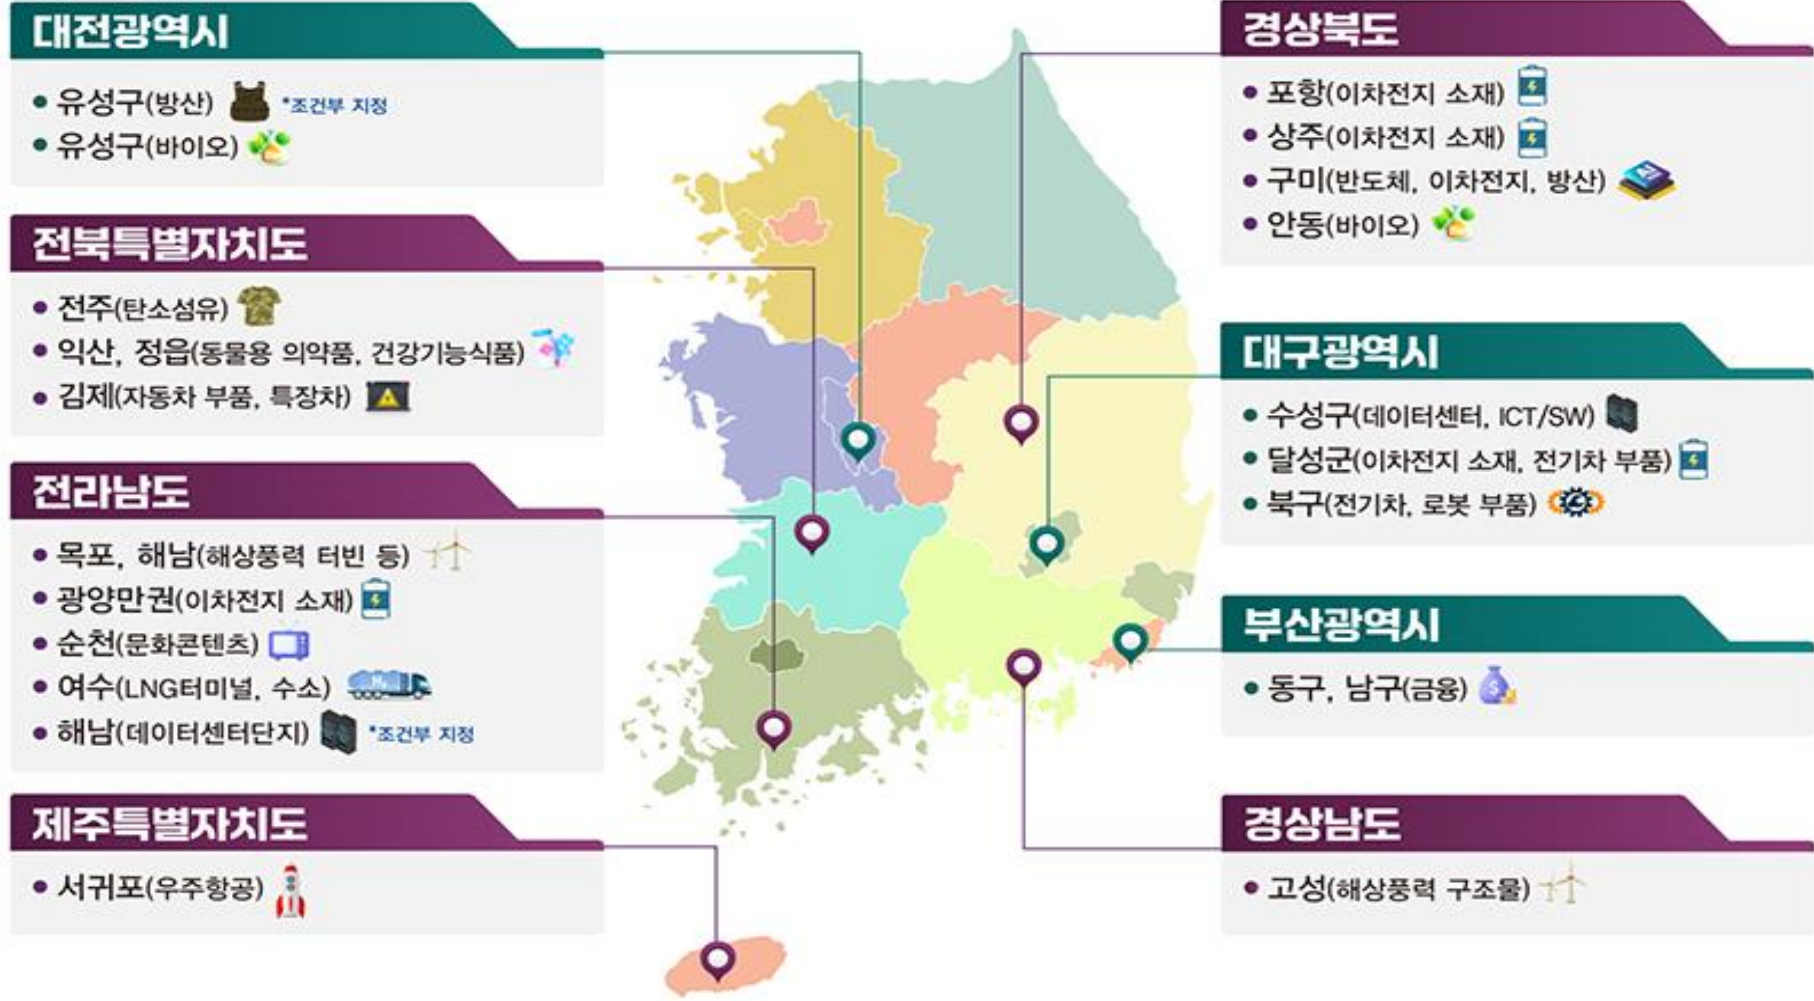 대전광역시
• 유성구(방산) *조건부 지정
• 유성구(바이오)
전북특별자치도
• 전주(탄소섬유)
• 익산, 정읍(동물용 의약품, 건강기능식품)
• 김제(자동차 부품, 특장차)
전라남도
• 목포, 해남(해상풍력 터빈 등)
• 광양만권(이차전지 소재)
• 순천(문화콘텐츠)
• 여수(LNG터미널, 수소)
• 해남(데이터센터단지) *조건부 지정
제주특별자치도
• 서귀포(우주항공)
경상북도
• 포항(이차전지 소재)
• 상주(이차전지 소재)
• 구미(반도체, 이차전지, 방산)
• 안동(바이오)
대구광역시
• 수성구(데이터센터, ICT/SW)
• 달성군(이차전지 소재, 전기차 부품)
• 북구(전기차, 로봇 부품)
부산광역시
• 동구, 남구(금융)
경상남도
• 고성(해상풍력 구조물)